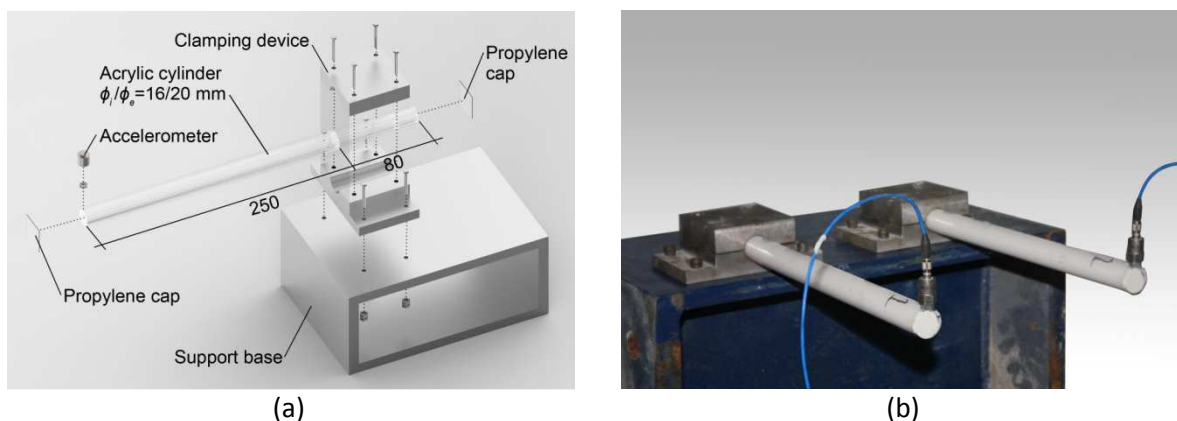 Clamping device
Propylene
cap
Acrylic cylinder
ϕi/ϕe=16/20 mm
Accelerometer
80
250
Propylene cap
Support base
(a)
(b)